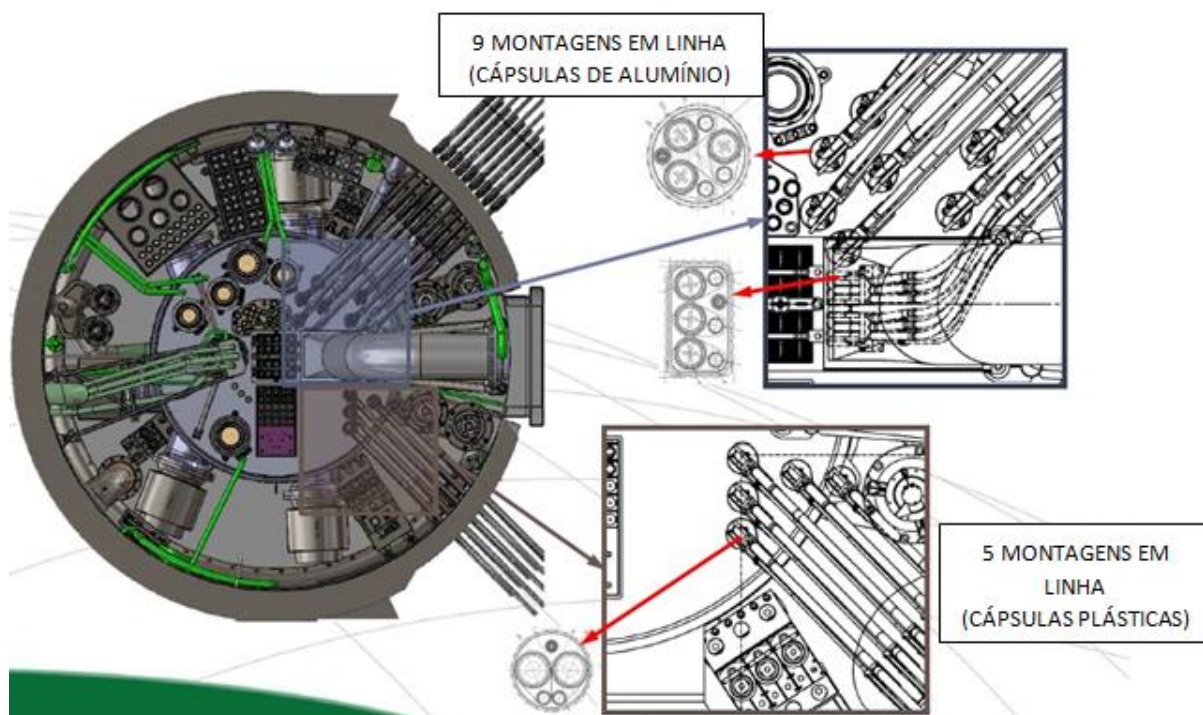 9 MONTAGENS EM LINHA
(CÁPSULAS DE ALUMÍNIO)
5 MONTAGENS EM
LINHA
(CÁPSULAS PLÁSTICAS)